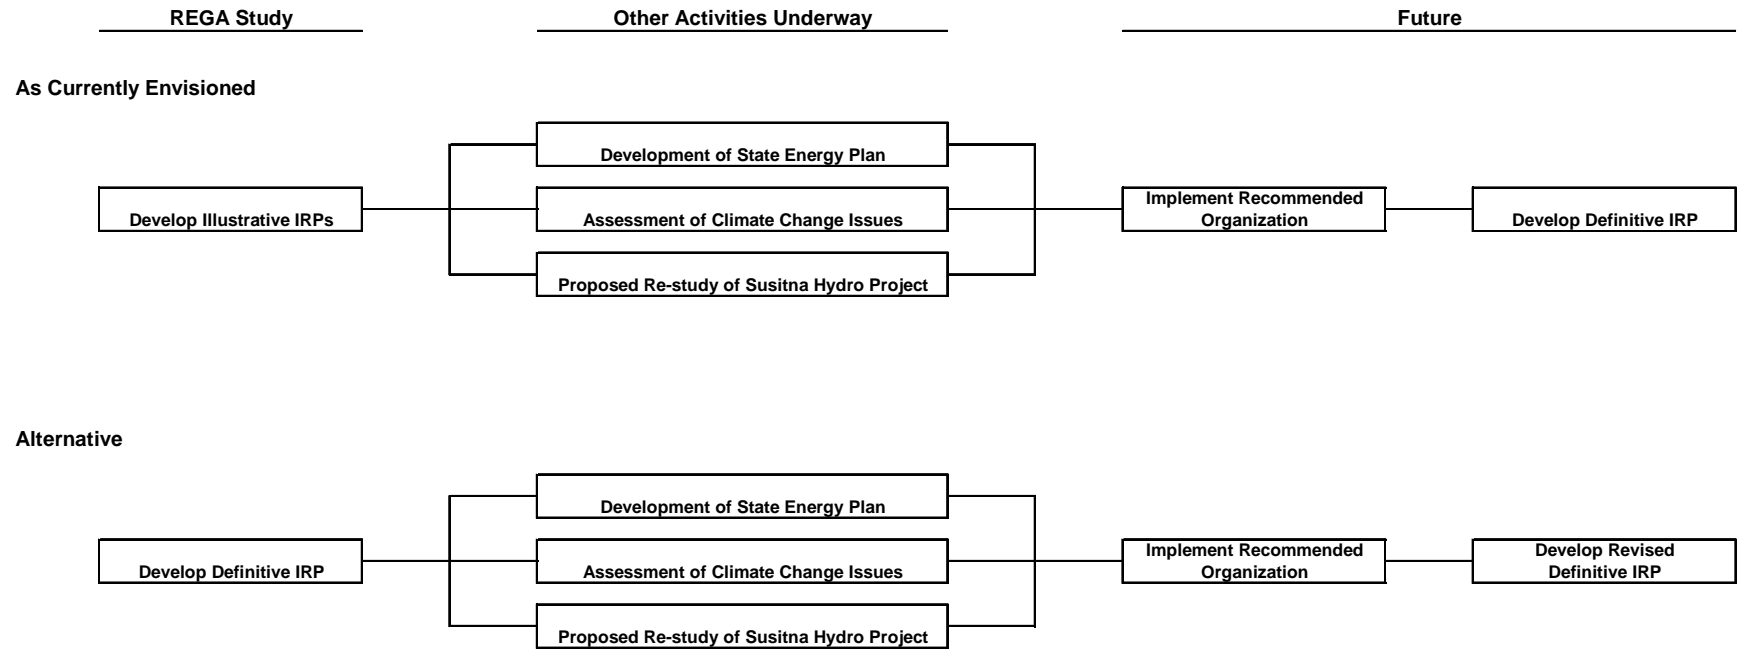 REGA Study
Other Activities Underway
Future
As Currently Envisioned
Development of State Energy Plan
Develop Illustrative IRPs
Assessment of Climate Change Issues
Implement Recommended
Organization
Develop Definitive IRP
Proposed Re-study of Susitna Hydro Project
Alternative
Development of State Energy Plan
Develop Definitive IRP
Assessment of Climate Change Issues
Implement Recommended
Organization
Develop Revised
Definitive IRP
Proposed Re-study of Susitna Hydro Project